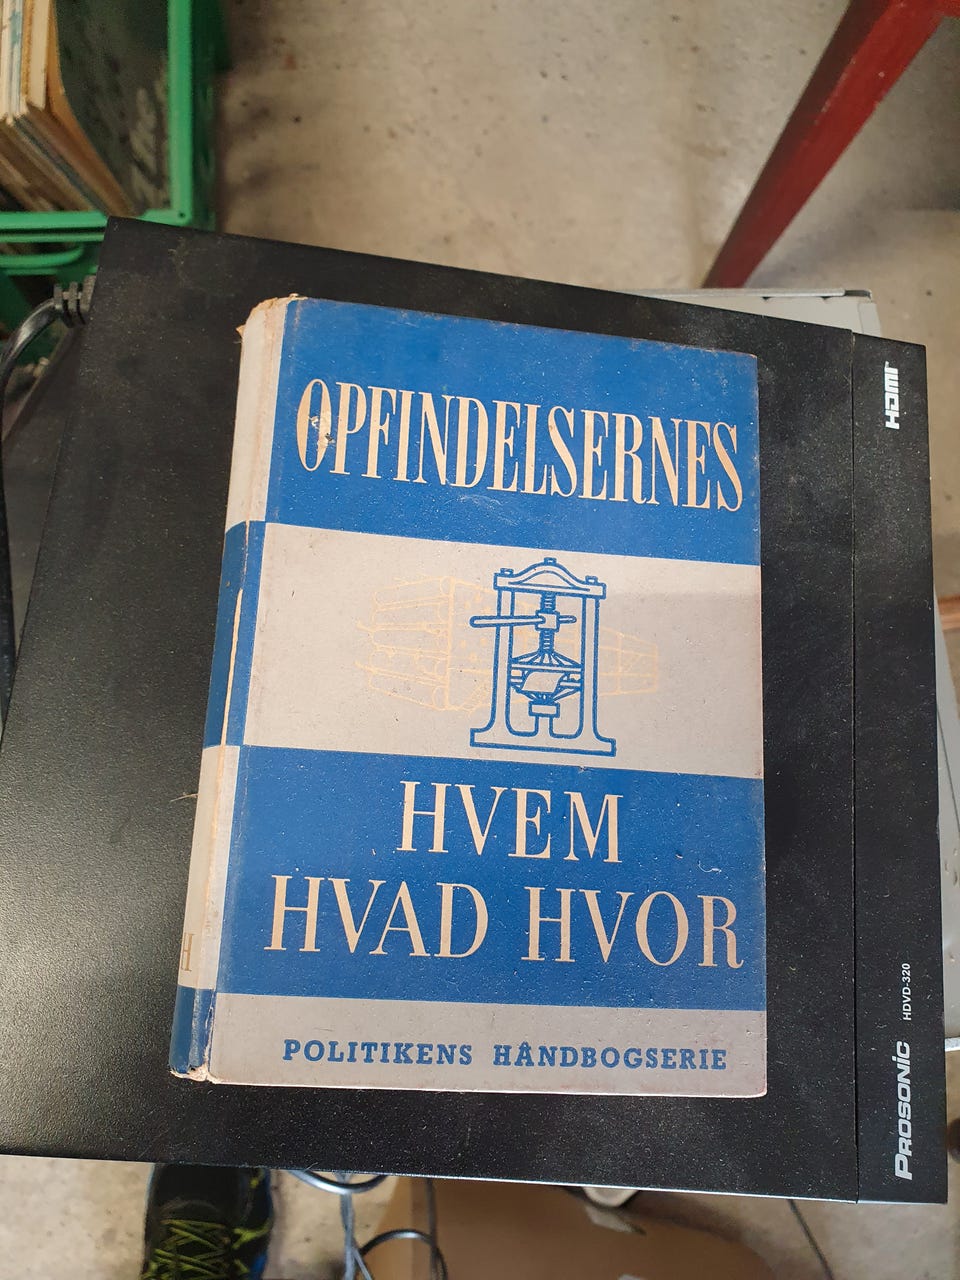 OPFINDELSERNES
HVEM
HVAD HVOR
POLITIKENS HÅNDBOGSERIE
H
HDMI
HDVD-320
PROSONIC